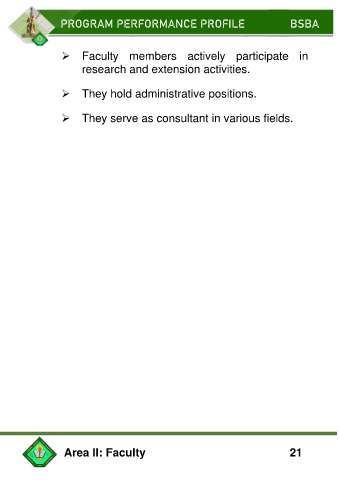 PROGRAM PERFORMANCE PROFILE BSBA
➢ Faculty members actively participate in
research and extension activities.
➢ They hold administrative positions.
➢ They serve as consultant in various fields.
Area II: Faculty 21